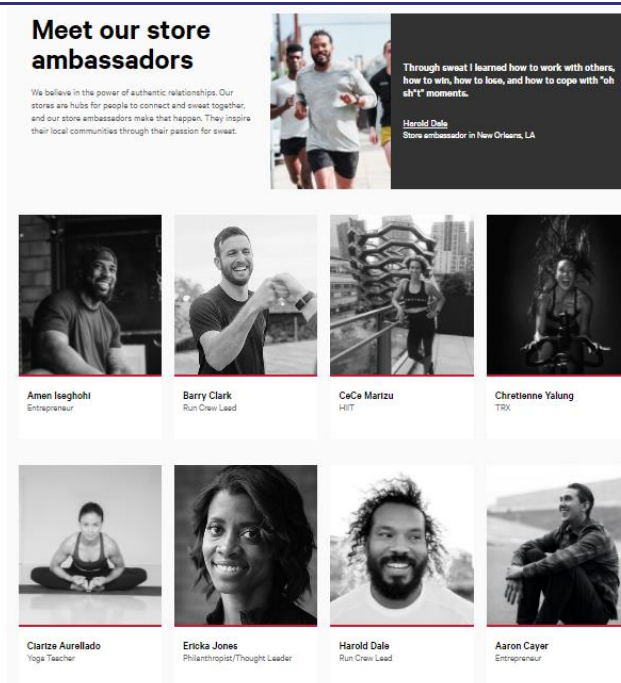 Meet our store
ambassadors
We believe in the power of authentic relationships. Our
stores are hubs for people to connect and sweat together,
and our store ambassadors make that happen. They inspire
their local communities through their passion for sweat.
Through sweat I learned how to work with others,
how to win, how to lose, and how to cope with "oh
sh*t" moments.
Harold Dale
Store ambassador in New Orleans, LA
Amen Iseghohi
Entrepreneur
Barry Clark
Run Crew Lead
CeCe Marizu
HIIT
Chretienne Yalung
TRX
Clarize Aurellado
Yoga Teacher
Ericka Jones
Philanthropist/Thought Leader
Harold Dale
Run Crew Lead
Aaron Cayer
Entrepreneur